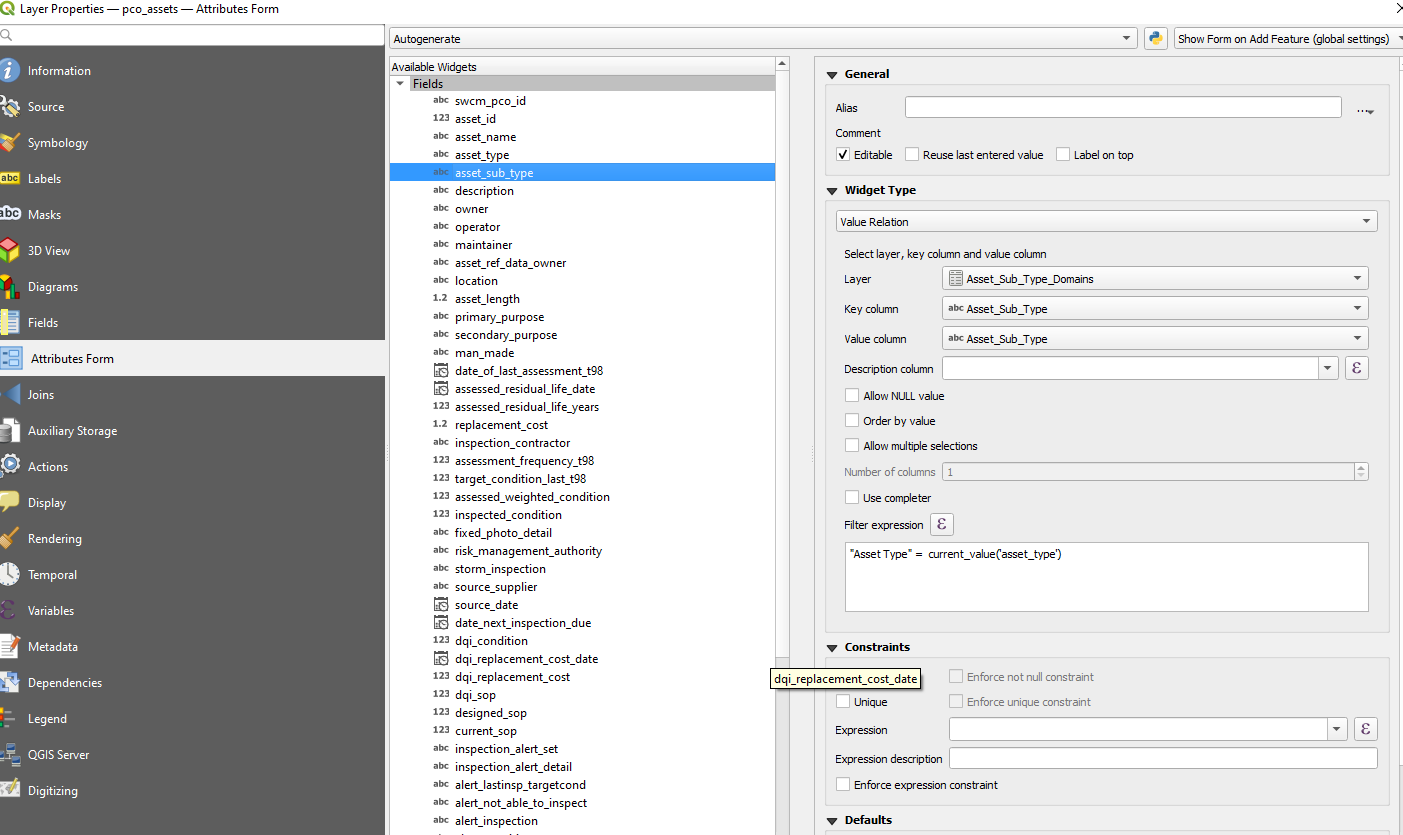 Layer Properties — pco_assets — Attributes Form
Information
Source
Symbology
abc Labels
abc Masks
3D View
Diagrams
Fields
Attributes Form
Joins
Auxiliary Storage
Actions
Display
Rendering
Temporal
Variables
Metadata
Dependencies
Legend
QGIS Server
Digitizing
Autogenerate
Show Form on Add Feature (global settings)
Available Widgets
Fields
abc swcm_pco_id
123 asset_id
abc asset_name
abc asset_type
abc asset_sub_type
abc description
abc owner
abc operator
abc maintainer
abc asset_ref_data_owner
abc location
1.2 asset_length
abc primary_purpose
abc secondary_purpose
abc man_made
date_of_last_assessment_t98
assessed_residual_life_date
123 assessed_residual_life_years
1.2 replacement_cost
abc inspection_contractor
123 assessment_frequency_t98
123 target_condition_last_t98
123 assessed_weighted_condition
123 inspected_condition
abc fixed_photo_detail
abc risk_management_authority
abc storm_inspection
abc source_supplier
source_date
date_next_inspection_due
123 dqi_condition
dqi_replacement_cost_date
123 dqi_replacement_cost
123 dqi_sop
123 designed_sop
123 current_sop
abc inspection_alert_set
abc inspection_alert_detail
abc alert_lastinsp_targetcond
abc alert_not_able_to_inspect
abc alert_inspection
dqi_replacement_cost_date
General
Alias
...
Comment
Editable Reuse last entered value Label on top
Widget Type
Value Relation
Select layer, key column and value column
Layer Asset_Sub_Type_Domains
Key column abc Asset_Sub_Type
Value column abc Asset_Sub_Type
Description column ε
Allow NULL value
Order by value
Allow multiple selections
Number of columns 1
Use completer
Filter expression ε
"Asset Type" = current_value('asset_type')
Constraints
Enforce not null constraint
Unique Enforce unique constraint
Expression ε
Expression description
Enforce expression constraint
Defaults